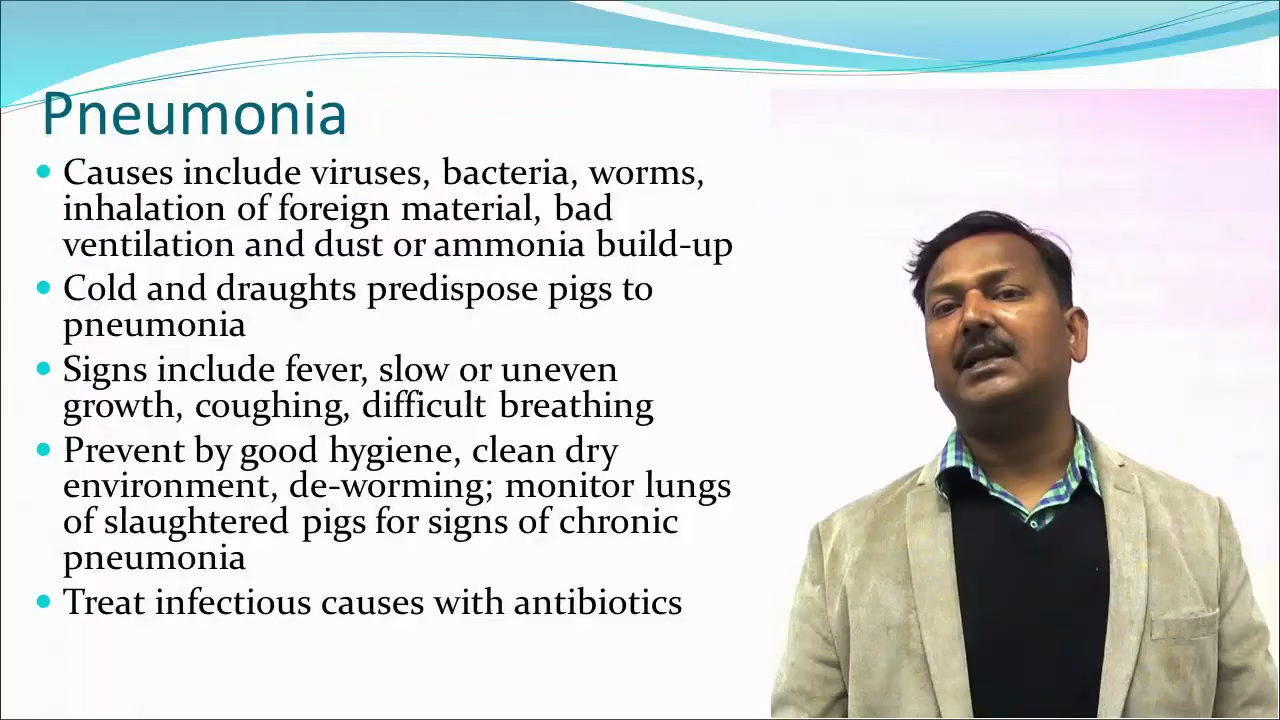 Pneumonia
• Causes include viruses, bacteria, worms,
inhalation of foreign material, bad
ventilation and dust or ammonia build-up
• Cold and draughts predispose pigs to
pneumonia
• Signs include fever, slow or uneven
growth, coughing, difficult breathing
• Prevent by good hygiene, clean dry
environment, de-worming; monitor lungs
of slaughtered pigs for signs of chronic
pneumonia
• Treat infectious causes with antibiotics